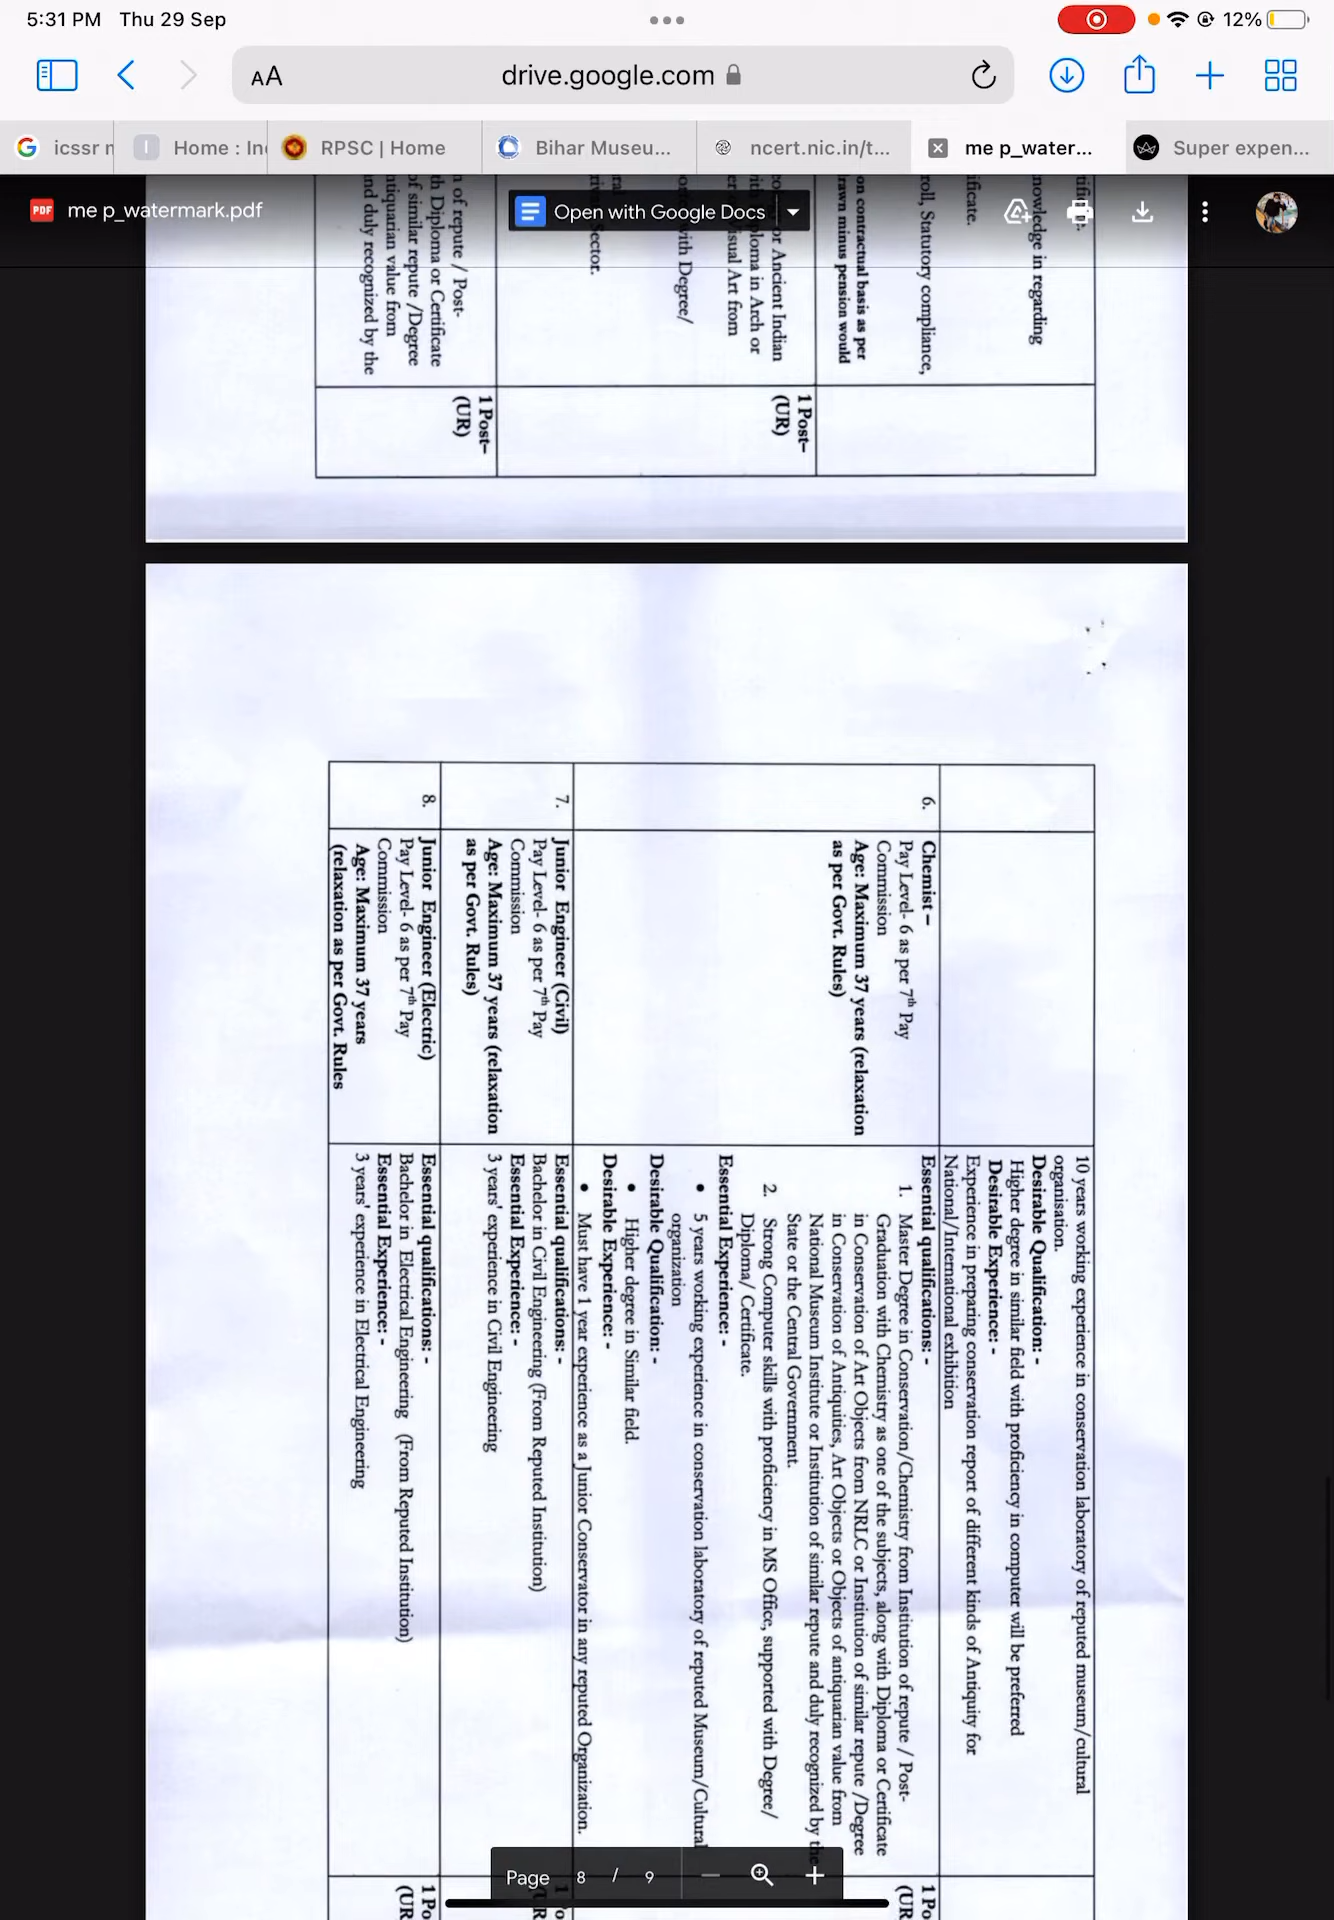 5:31 PM Thu 29 Sep
12%
AA
drive.google.com
icssr
Home : In
RPSC | Home
Bihar Museu...
ncert.nic.in/t...
me p_water...
Super expen...
PDF me p_watermark.pdf
Open with Google Docs
nowledge in regarding
ificate.
roll, Statutory compliance,
on contractual basis as per
rawn minus pension would
or Ancient Indian
ploma in Arch or
isual Art from
with Degree/
Sector.
1 Post–
(UR)
of repute / Post-
th Diploma or Certificate
of similar repute /Degree
ntiquarian value from
nd duly recognized by the
1 Post–
(UR)
10 years working experience in conservation laboratory of reputed museum/cultural
organisation.
Desirable Qualification: -
Higher degree in similar field with proficiency in computer will be preferred
Desirable Experience: -
Experience in preparing conservation report of different kinds of Antiquity for
National/International exhibition
6.
Chemist –
Pay Level- 6 as per 7th Pay
Commission
Age: Maximum 37 years (relaxation
as per Govt. Rules)
Essential qualifications: -
1. Master Degree in Conservation/Chemistry from Institution of repute / Post-
Graduation with Chemistry as one of the subjects, along with Diploma or Certificate
in Conservation of Art Objects from NRLC or Institution of similar repute /Degree
in Conservation of Antiquities, Art Objects or Objects of antiquarian value from
National Museum Institute or Institution of similar repute and duly recognized by the
State or the Central Government.
2. Strong Computer skills with proficiency in MS Office, supported with Degree/
Diploma/ Certificate.
Essential Experience: -
• 5 years working experience in conservation laboratory of reputed Museum/Cultural
organization
Desirable Qualification: -
• Higher degree in Similar field.
Desirable Experience: -
• Must have 1 year experience as a Junior Conservator in any reputed Organization.
1 Po
(UR
7.
Junior Engineer (Civil)
Pay Level- 6 as per 7th Pay
Commission
Age: Maximum 37 years (relaxation
as per Govt. Rules)
Essential qualifications: -
Bachelor in Civil Engineering (From Reputed Institution)
Essential Experience: -
3 years' experience in Civil Engineering
8.
Junior Engineer (Electric)
Pay Level- 6 as per 7th Pay
Commission
Age: Maximum 37 years
(relaxation as per Govt. Rules
Essential qualifications: -
Bachelor in Electrical Engineering (From Reputed Institution)
Essential Experience: -
3 years' experience in Electrical Engineering
1 Po
(UR
Page 8 / 9